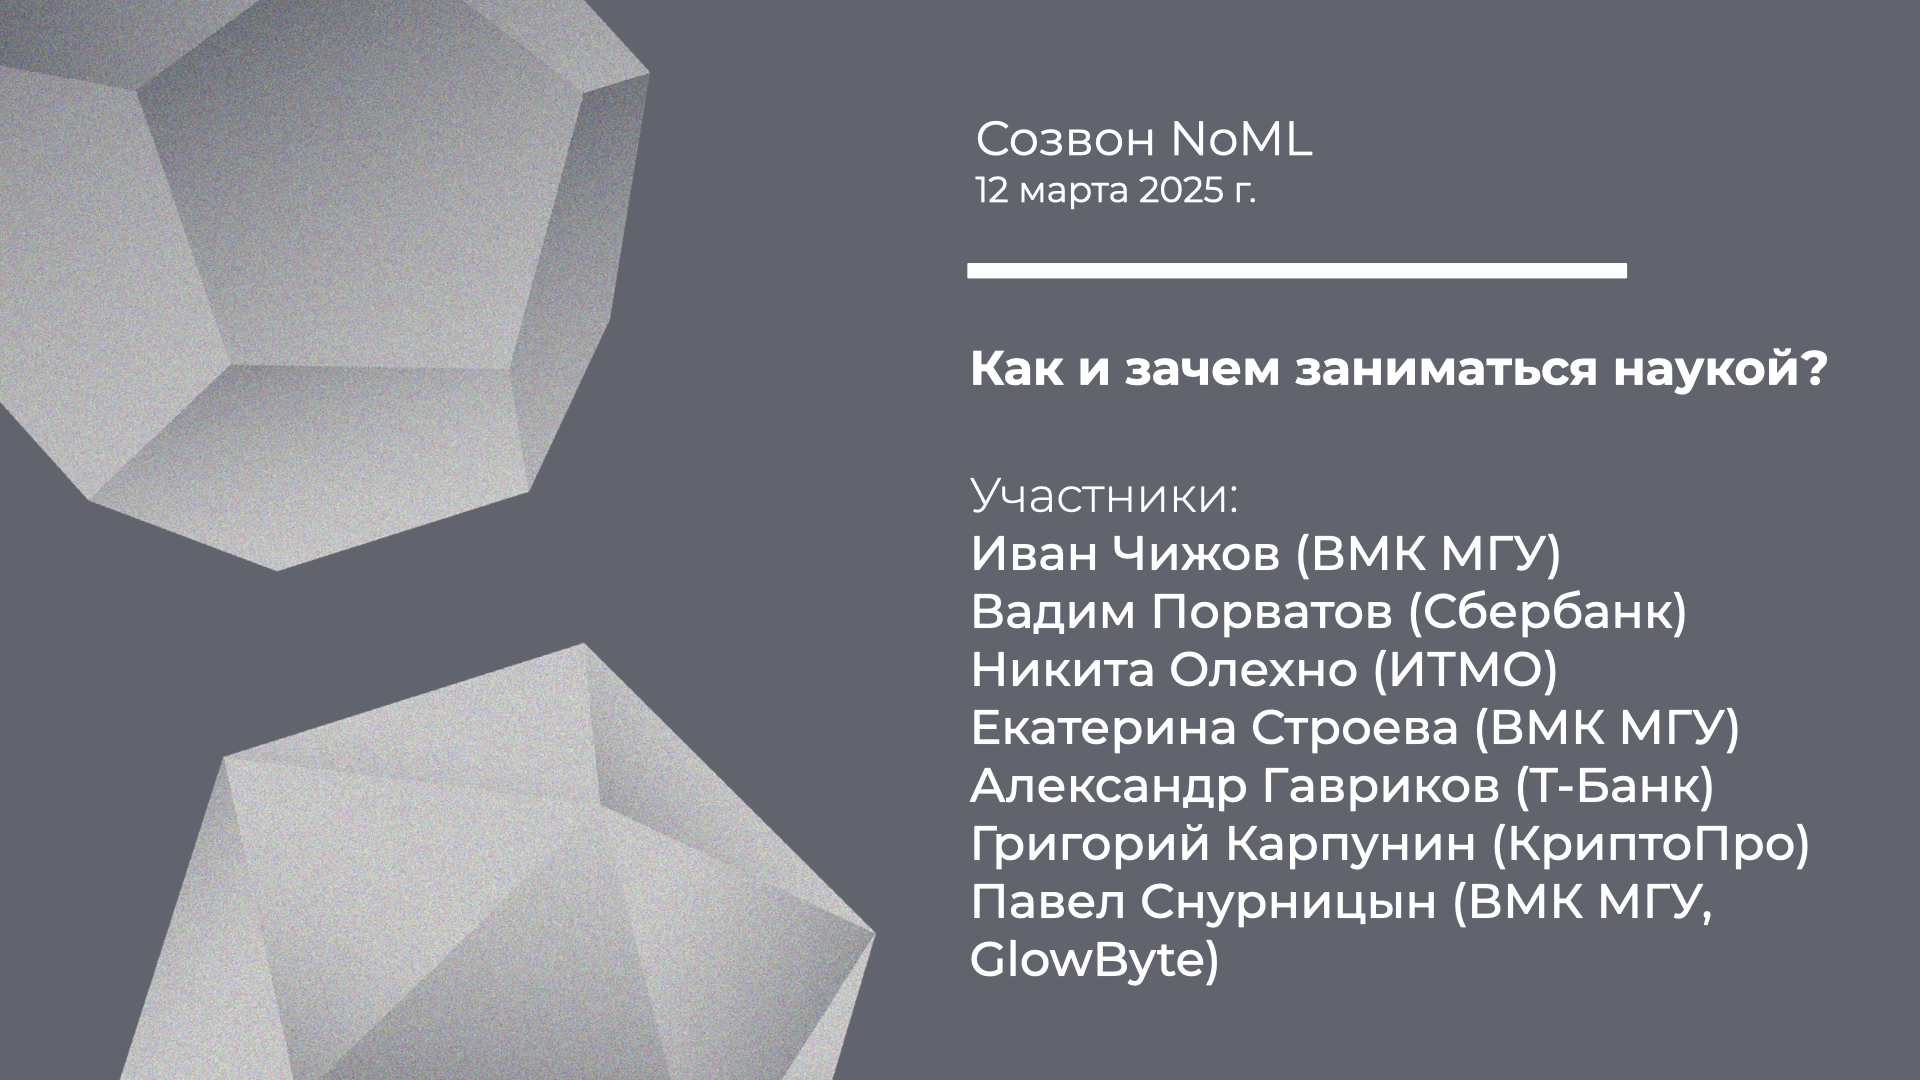 Созвон NoML
12 марта 2025 г.
Как и зачем заниматься наукой?
Участники:
Иван Чижов (ВМК МГУ)
Вадим Порватов (Сбербанк)
Никита Олехно (ИТМО)
Екатерина Строева (ВМК МГУ)
Александр Гавриков (Т-Банк)
Григорий Карпунин (КриптоПро)
Павел Снурницын (ВМК МГУ,
GlowByte)